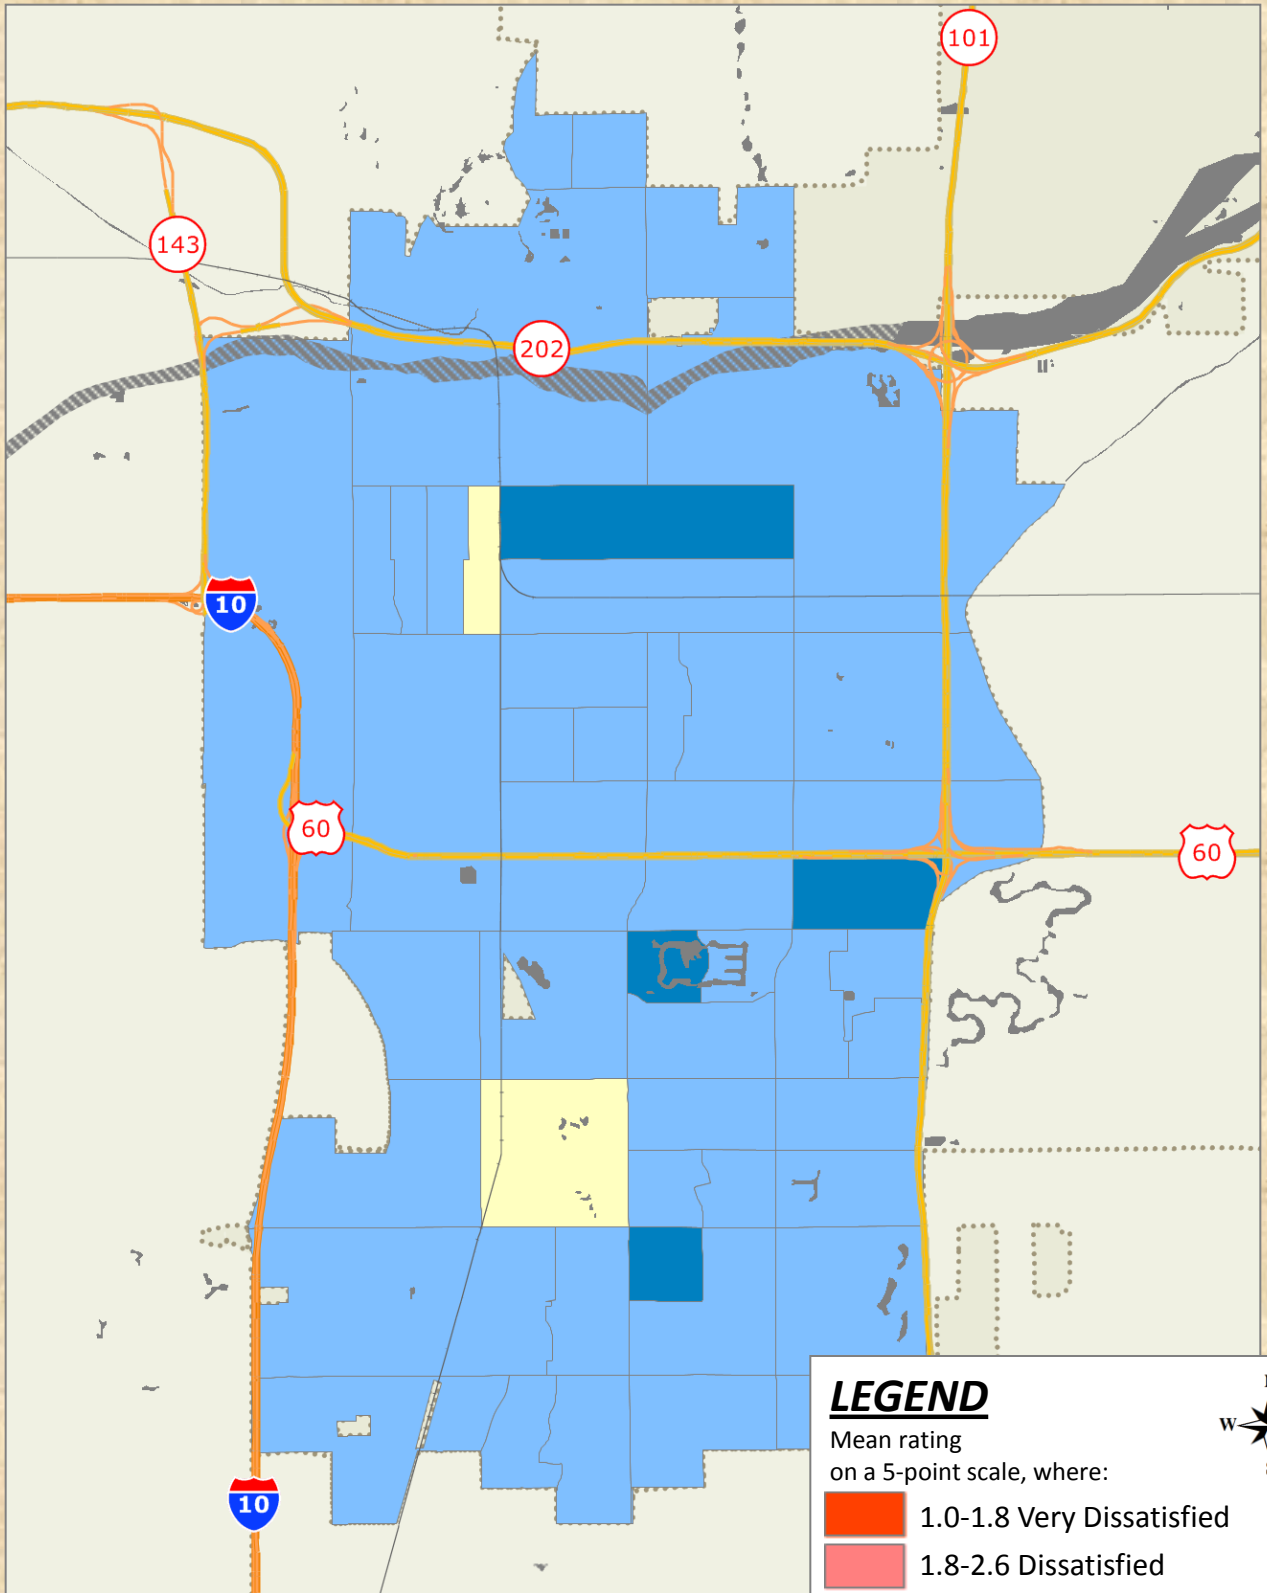 101
143
202
10
60
60
10
LEGEND
Mean rating
on a 5-point scale, where:
W
1.0-1.8 Very Dissatisfied
1.8-2.6 Dissatisfied